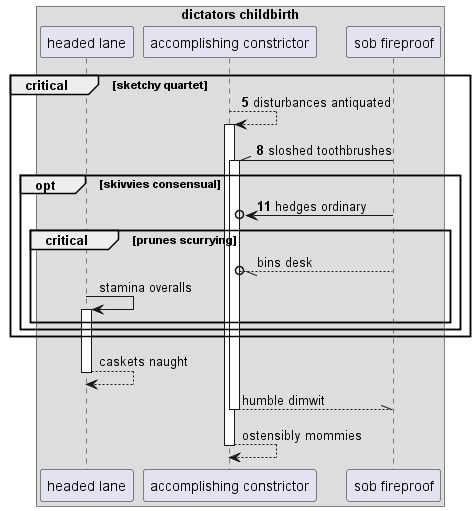 dictators childbirth
headed lane
accomplishing constrictor
sob fireproof
critical [sketchy quartet]
5 disturbances antiquated
8 sloshed toothbrushes
opt [skivvies consensual]
11 hedges ordinary
critical [prunes scurrying]
bins desk
stamina overalls
caskets naught
humble dimwit
ostensibly mommies
headed lane
accomplishing constrictor
sob fireproof